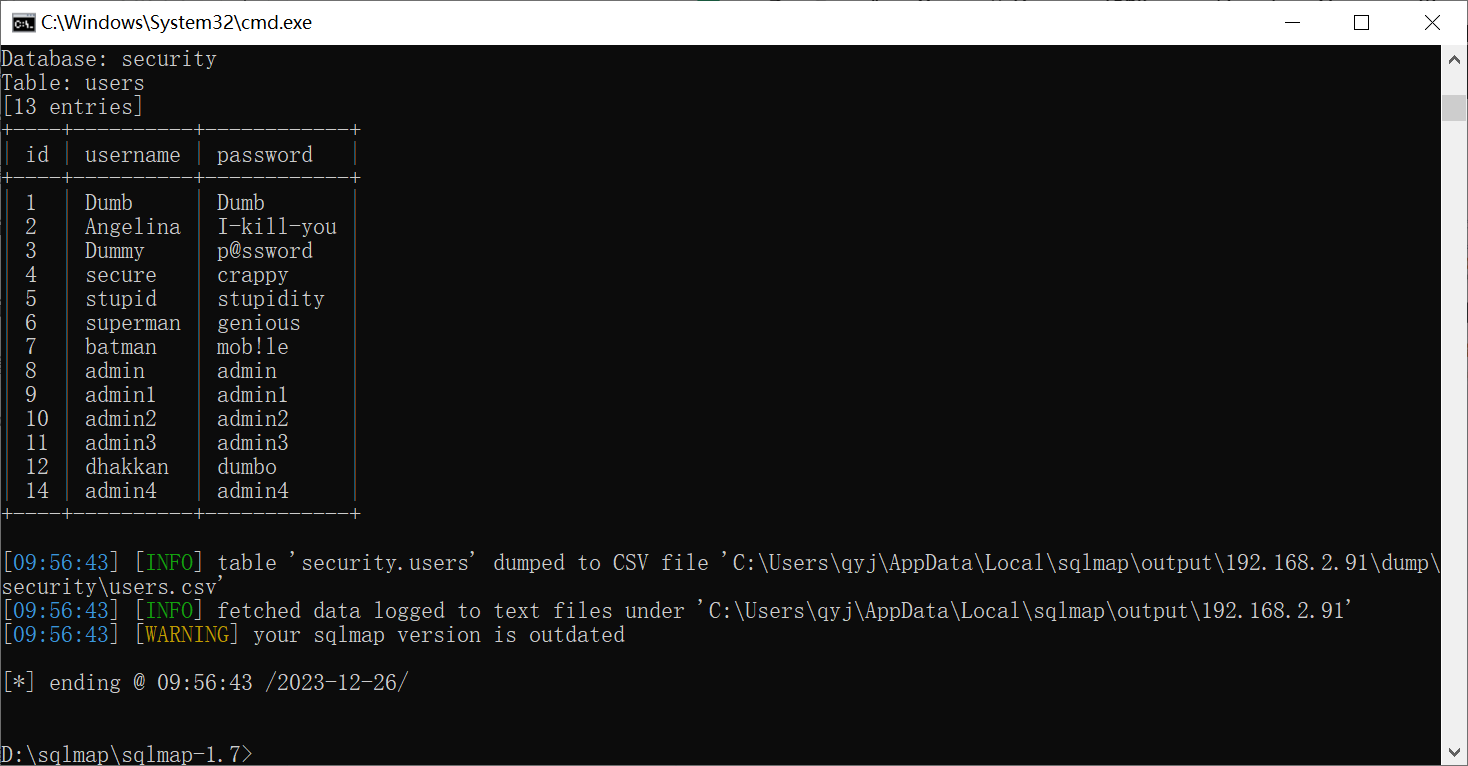 C:\Windows\System32\cmd.exe
Database: security
Table: users
[13 entries]
+----+----------+------------+
| id | username | password   |
+----+----------+------------+
| 1  | Dumb     | Dumb       |
| 2  | Angelina | I-kill-you |
| 3  | Dummy    | p@ssword   |
| 4  | secure   | crappy     |
| 5  | stupid   | stupidity  |
| 6  | superman | genious    |
| 7  | batman   | mob!le     |
| 8  | admin    | admin      |
| 9  | admin1   | admin1     |
| 10 | admin2   | admin2     |
| 11 | admin3   | admin3     |
| 12 | dhakkan  | dumbo      |
| 14 | admin4   | admin4     |
+----+----------+------------+
[09:56:43] [INFO] table 'security.users' dumped to CSV file 'C:\Users\qyj\AppData\Local\sqlmap\output\192.168.2.91\dump\
security\users.csv'
[09:56:43] [INFO] fetched data logged to text files under 'C:\Users\qyj\AppData\Local\sqlmap\output\192.168.2.91'
[09:56:43] [WARNING] your sqlmap version is outdated
[*] ending @ 09:56:43 /2023-12-26/
D:\sqlmap\sqlmap-1.7>